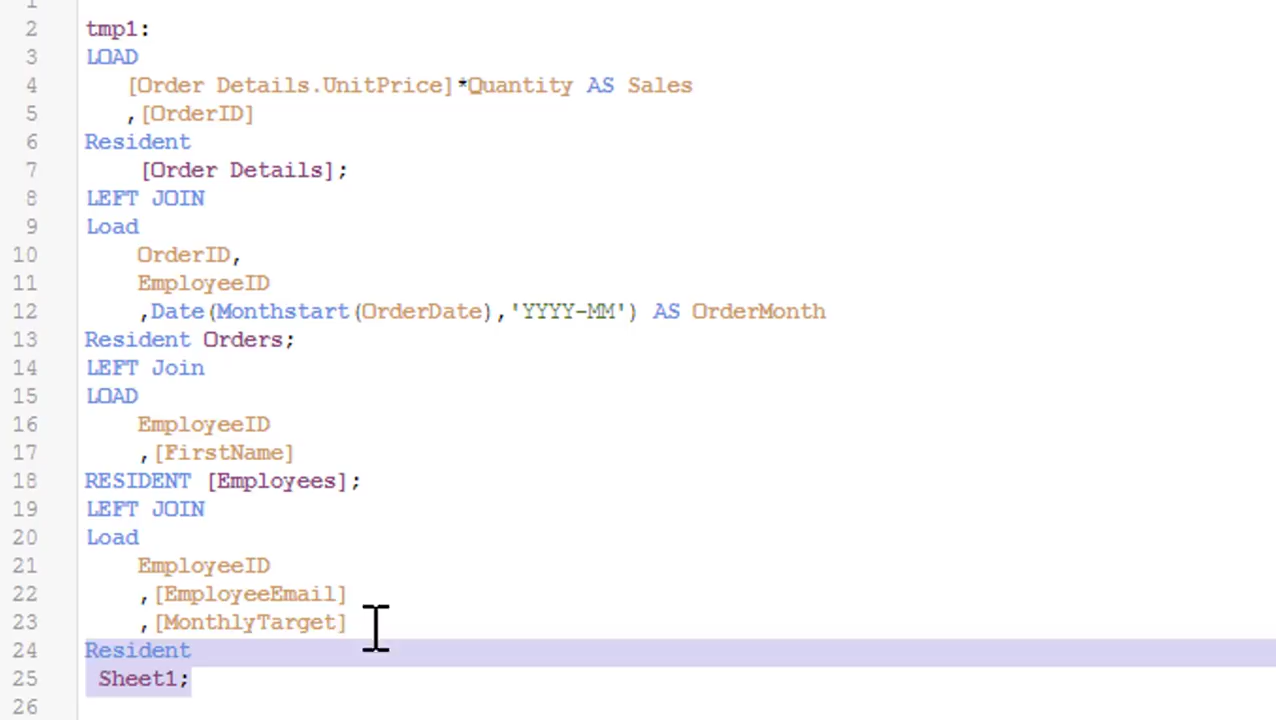 1
2 tmp1:
3 LOAD
4 [Order Details.UnitPrice]*Quantity AS Sales
5 ,[OrderID]
6 Resident
7 [Order Details];
8 LEFT JOIN
9 Load
10 OrderID,
11 EmployeeID
12 ,Date(Monthstart(OrderDate),'YYYY-MM') AS OrderMonth
13 Resident Orders;
14 LEFT Join
15 LOAD
16 EmployeeID
17 ,[FirstName]
18 RESIDENT [Employees];
19 LEFT JOIN
20 Load
21 EmployeeID
22 ,[EmployeeEmail]
23 ,[MonthlyTarget]
24 Resident
25 Sheet1;
26